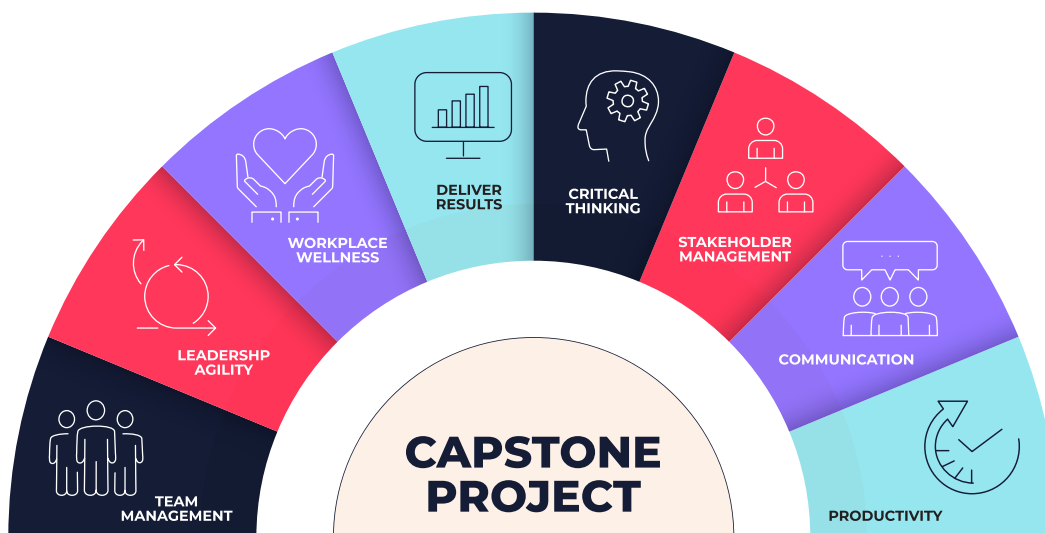 TEAM
MANAGEMENT
LEADERSHP
AGILITY
WORKPLACE
WELLNESS
DELIVER
RESULTS
CRITICAL
THINKING
STAKEHOLDER
MANAGEMENT
COMMUNICATION
PRODUCTIVITY
CAPSTONE
PROJECT